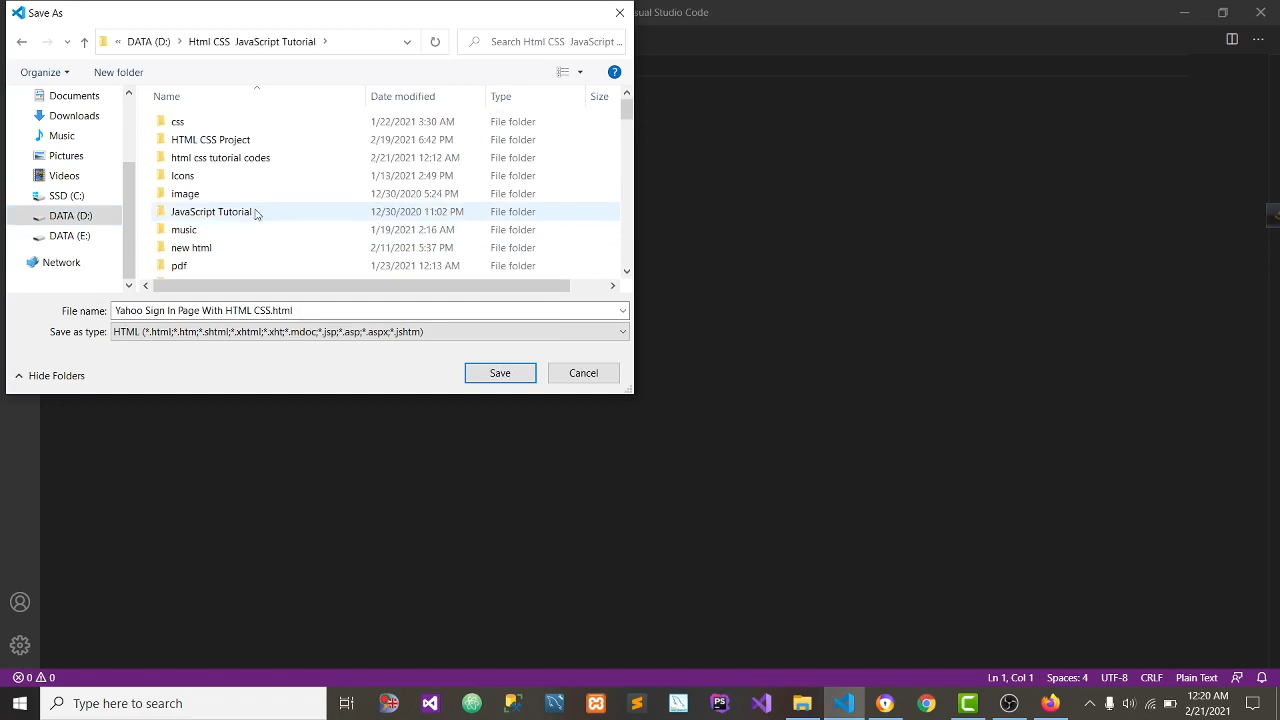 Save As
sual Studio Code
« DATA (D:) > Html CSS JavaScript Tutorial >
Search Html CSS JavaScript ...
Organize
New folder
?
Documents
Downloads
Music
Pictures
Videos
SSD (C:)
DATA (D:)
DATA (E:)
Network
Name Date modified Type Size
css 1/22/2021 3:30 AM File folder
HTML CSS Project 2/19/2021 6:42 PM File folder
html css tutorial codes 2/21/2021 12:12 AM File folder
Icons 1/13/2021 2:49 PM File folder
image 12/30/2020 5:24 PM File folder
JavaScript Tutorial 12/30/2020 11:02 PM File folder
music 1/19/2021 2:16 AM File folder
new html 2/11/2021 5:37 PM File folder
pdf 1/23/2021 12:13 AM File folder
File name: Yahoo Sign In Page With HTML CSS.html
Save as type: HTML (*.html;*.htm;*.shtml;*.xhtml;*.xht;*.mdoc;*.jsp;*.asp;*.aspx;*.jshtm)
Hide Folders
Save
Cancel
0 0
Ln 1, Col 1 Spaces: 4 UTF-8 CRLF Plain Text
Type here to search
PS
12:20 AM
2/21/2021